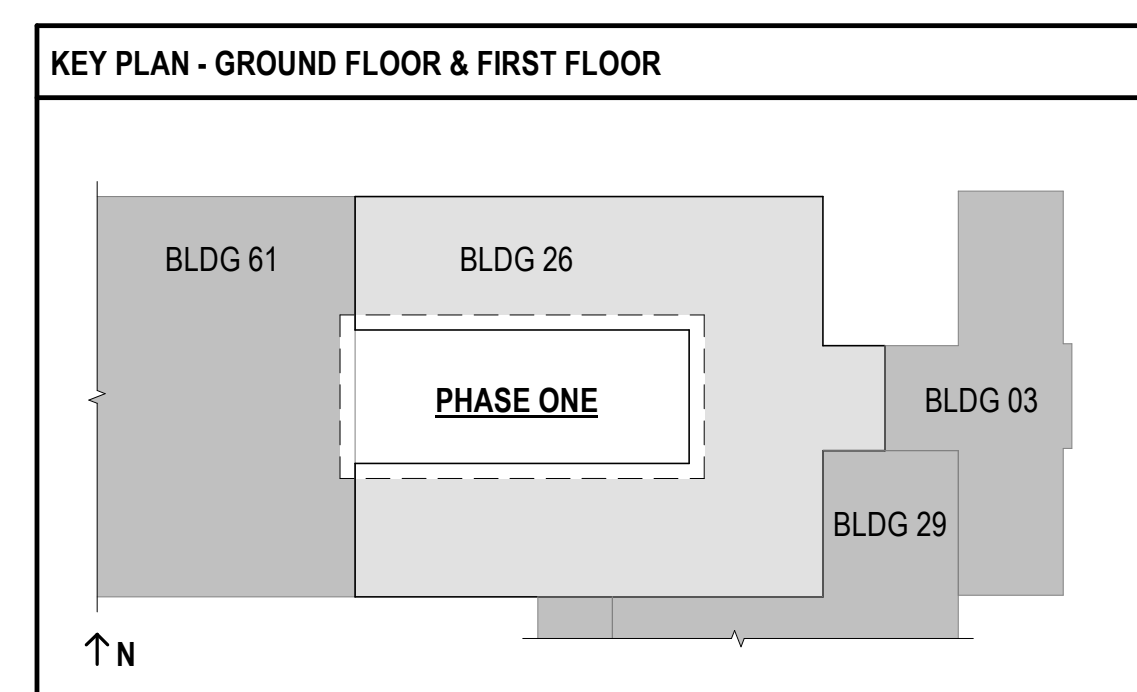 KEY PLAN - GROUND FLOOR & FIRST FLOOR
BLDG 61
BLDG 26
PHASE ONE
BLDG 03
BLDG 29
N